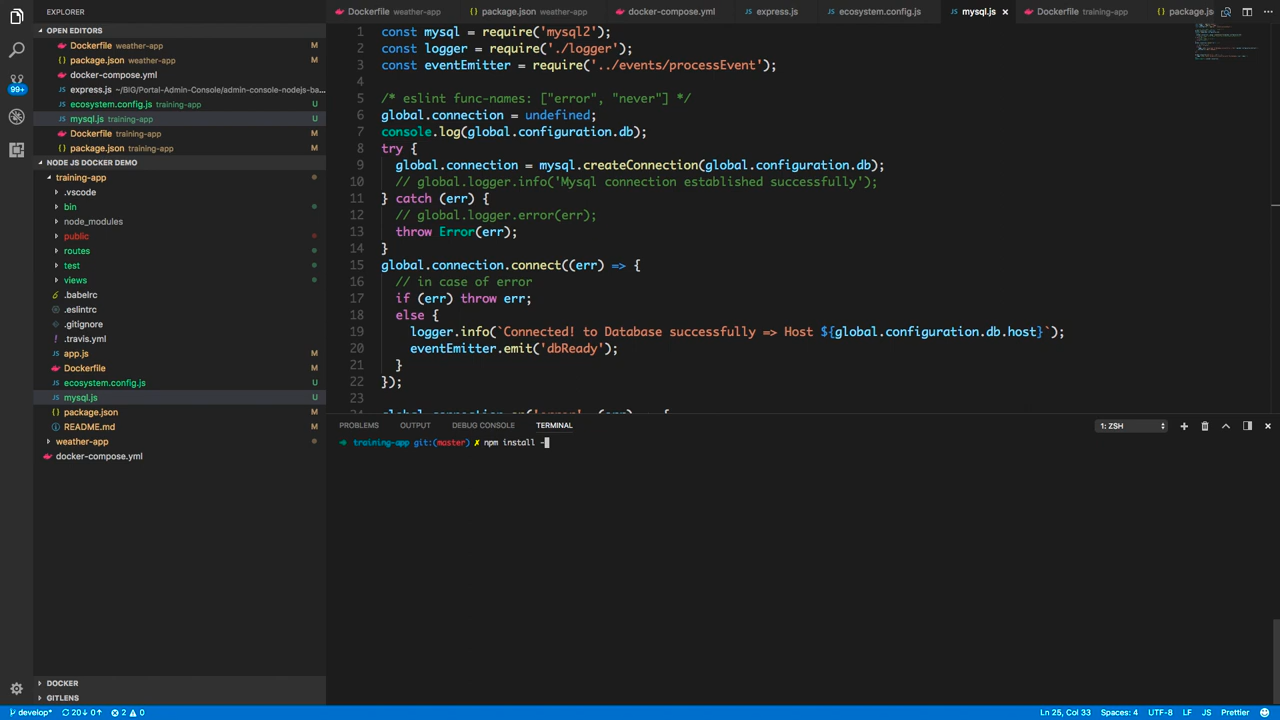 EXPLORER
OPEN EDITORS
Dockerfile weather-app M
package.json weather-app M
docker-compose.yml
express.js ~/BIG/Portal-Admin-Console/admin-console-nodejs-ba...
ecosystem.config.js training-app U
mysql.js training-app U
Dockerfile training-app M
package.json training-app M
NODE JS DOCKER DEMO
training-app
.vscode
bin
node_modules
public
routes
test
views
.babelrc
.eslintrc
.gitignore
.travis.yml
app.js M
Dockerfile M
ecosystem.config.js U
mysql.js U
package.json M
README.md M
weather-app
docker-compose.yml
DOCKER
GITLENS
99+
Dockerfile weather-app
package.json weather-app
docker-compose.yml
express.js
ecosystem.config.js
mysql.js
Dockerfile training-app
package.js
1 const mysql = require('mysql2');
2 const logger = require('./logger');
3 const eventEmitter = require('../events/processEvent');
4
5 /* eslint func-names: ["error", "never"] */
6 global.connection = undefined;
7 console.log(global.configuration.db);
8 try {
9 global.connection = mysql.createConnection(global.configuration.db);
10 // global.logger.info('Mysql connection established successfully');
11 } catch (err) {
12 // global.logger.error(err);
13 throw Error(err);
14 }
15 global.connection.connect((err) => {
16 // in case of error
17 if (err) throw err;
18 else {
19 logger.info(`Connected! to Database successfully => Host ${global.configuration.db.host}`);
20 eventEmitter.emit('dbReady');
21 }
22 });
23
PROBLEMS OUTPUT DEBUG CONSOLE TERMINAL
1: ZSH
training-app git:(master) ✗ npm install -
develop* 20↓ 0↑ 2 0
Ln 25, Col 33 Spaces: 4 UTF-8 LF JS Prettier